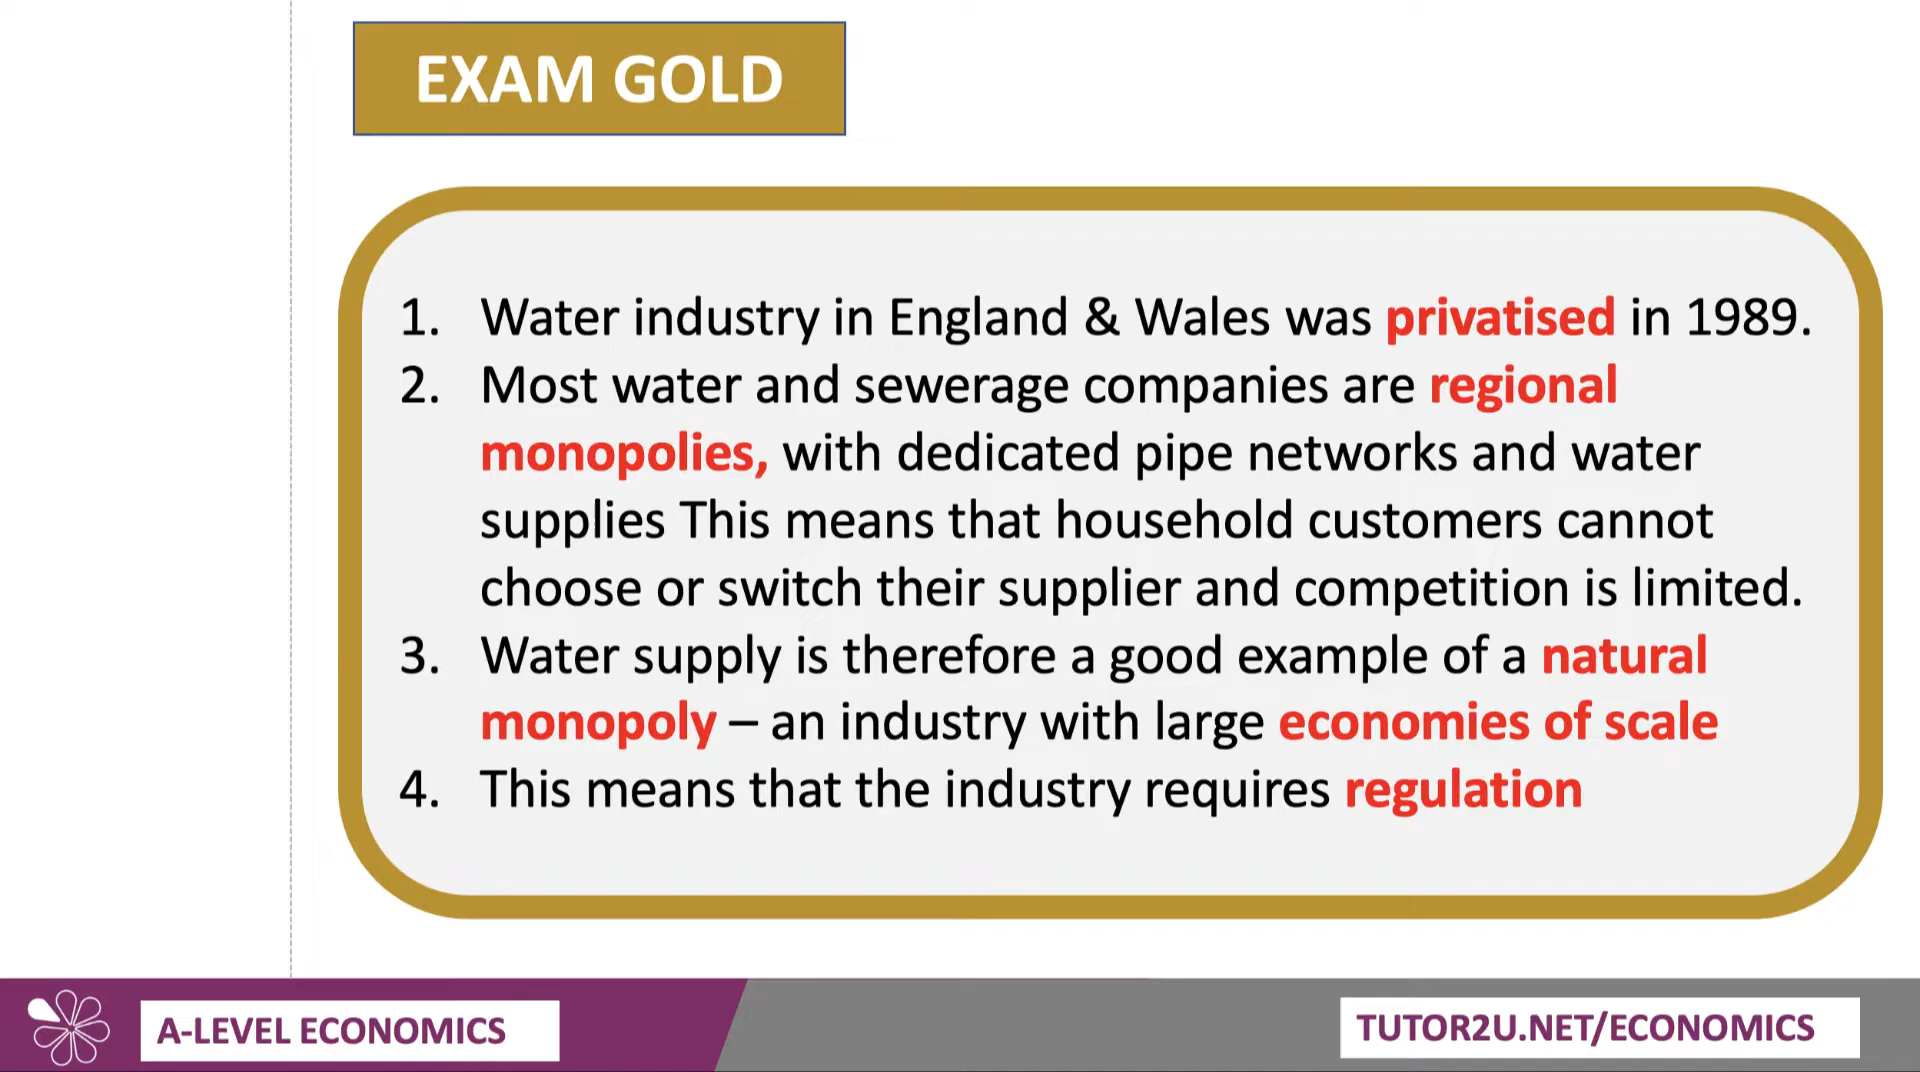 EXAM GOLD
1. Water industry in England & Wales was privatised in 1989.
2. Most water and sewerage companies are regional
monopolies, with dedicated pipe networks and water
supplies This means that household customers cannot
choose or switch their supplier and competition is limited.
3. Water supply is therefore a good example of a natural
monopoly – an industry with large economies of scale
4. This means that the industry requires regulation
A-LEVEL ECONOMICS
TUTOR2U.NET/ECONOMICS